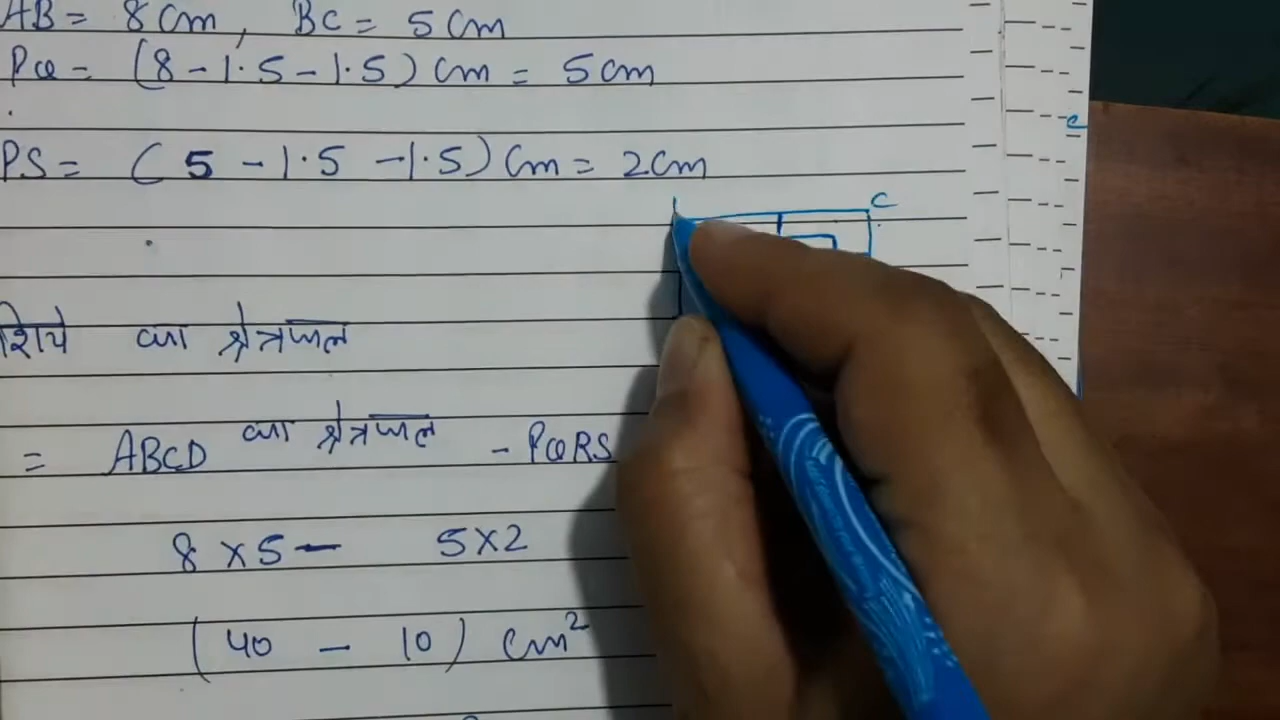 AB = 8 cm, BC = 5 cm
PQ = (8 - 1.5 - 1.5) cm = 5 cm
PS = (5 - 1.5 - 1.5) cm = 2 cm
C
का क्षेत्रफल
= ABCD का क्षेत्रफल - PQRS
8 × 5 - 5 × 2
(40 - 10) cm²